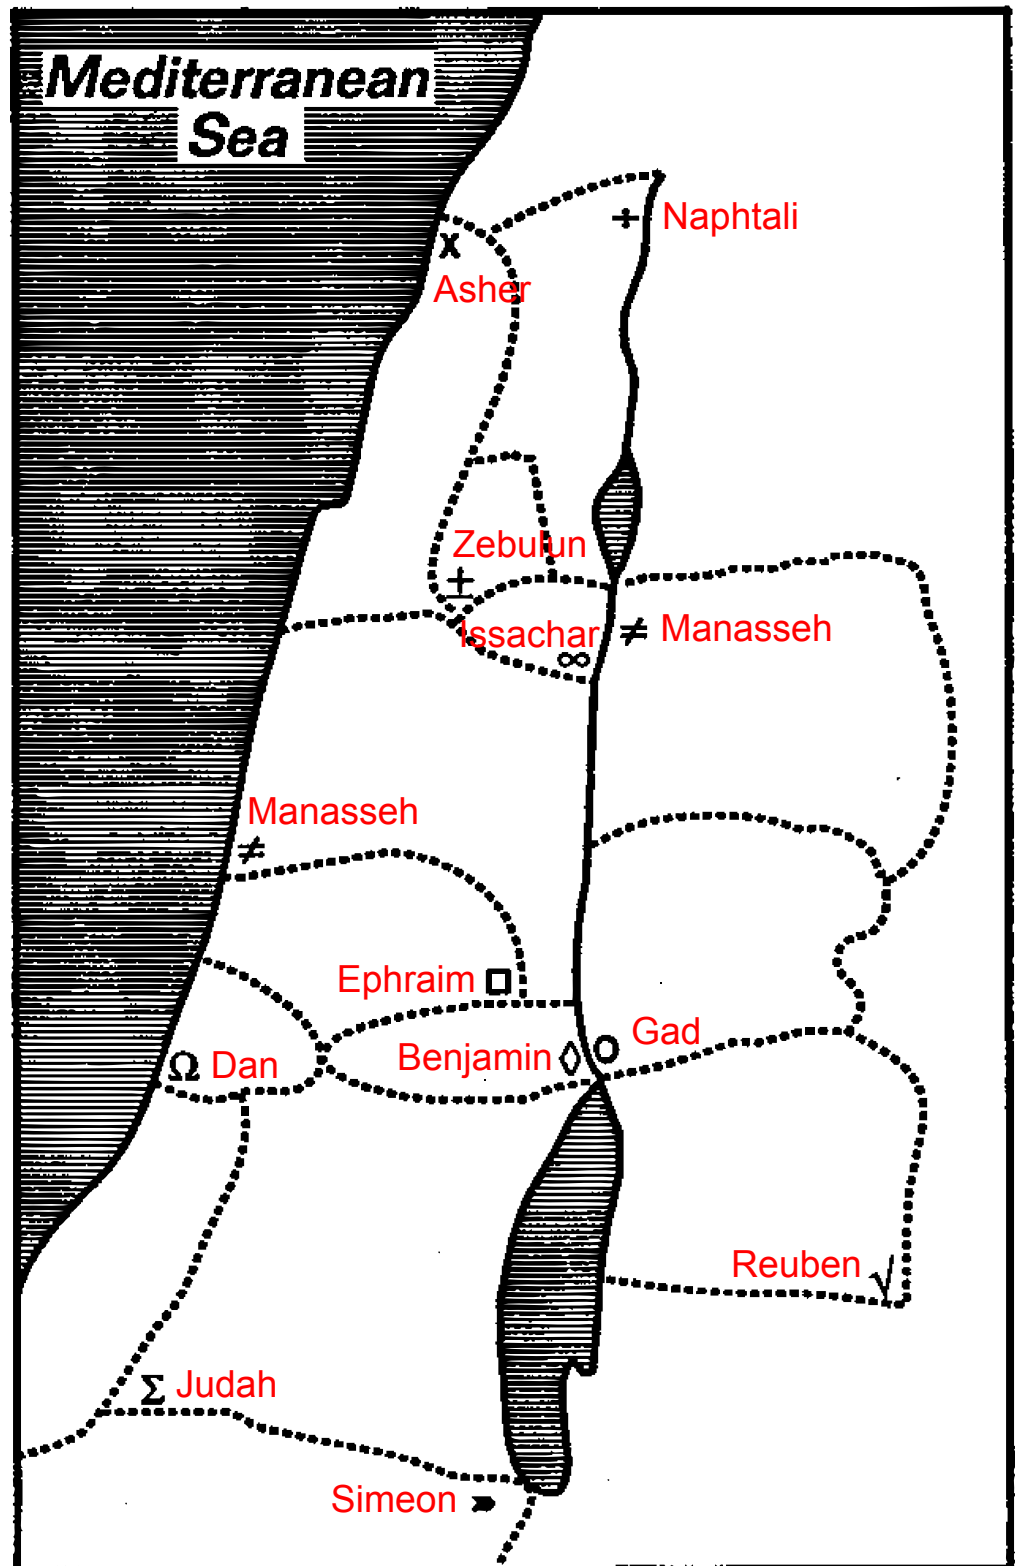 Mediterranean
Sea
÷ Naphtali
X
Asher
Zebulun
±
Issachar ≠ Manasseh
∞
Manasseh
≠
Ephraim □
Gad
Benjamin ◊ O
Ω Dan
Reuben √
Σ Judah
Simeon »